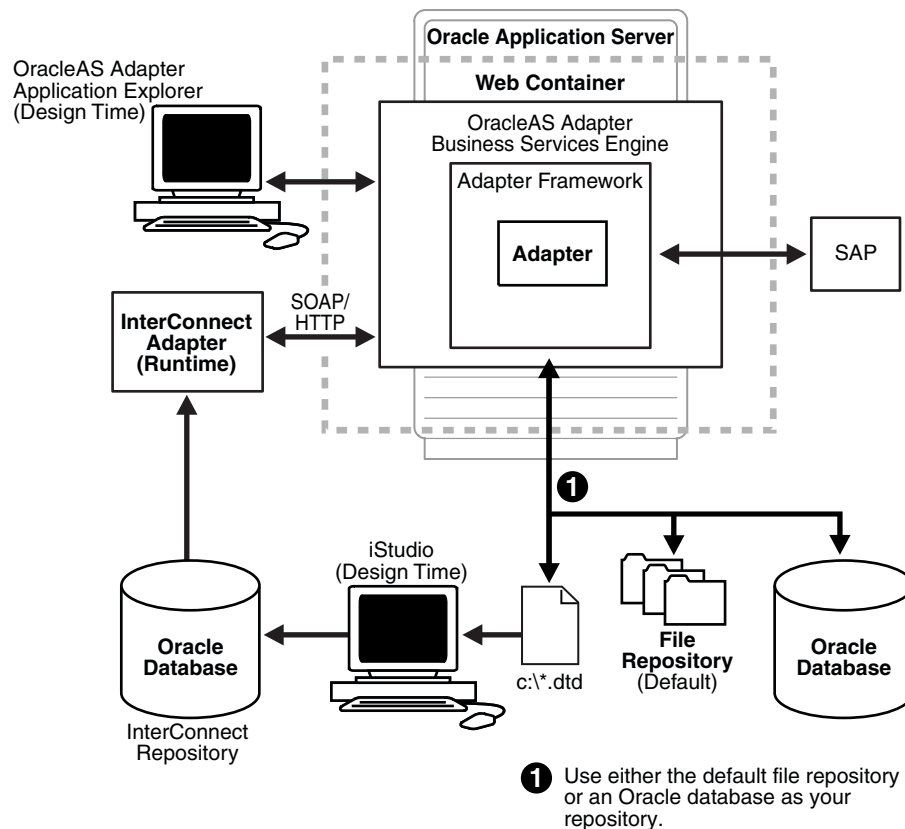 Oracle Application Server
Web Container
OracleAS Adapter
Application Explorer
(Design Time)
OracleAS Adapter
Business Services Engine
Adapter Framework
Adapter
SAP
SOAP/
HTTP
InterConnect
Adapter
(Runtime)
1
iStudio
(Design Time)
Oracle
Database
InterConnect
Repository
c:\*.dtd
File
Repository
(Default)
Oracle
Database
1 Use either the default file repository
or an Oracle database as your
repository.